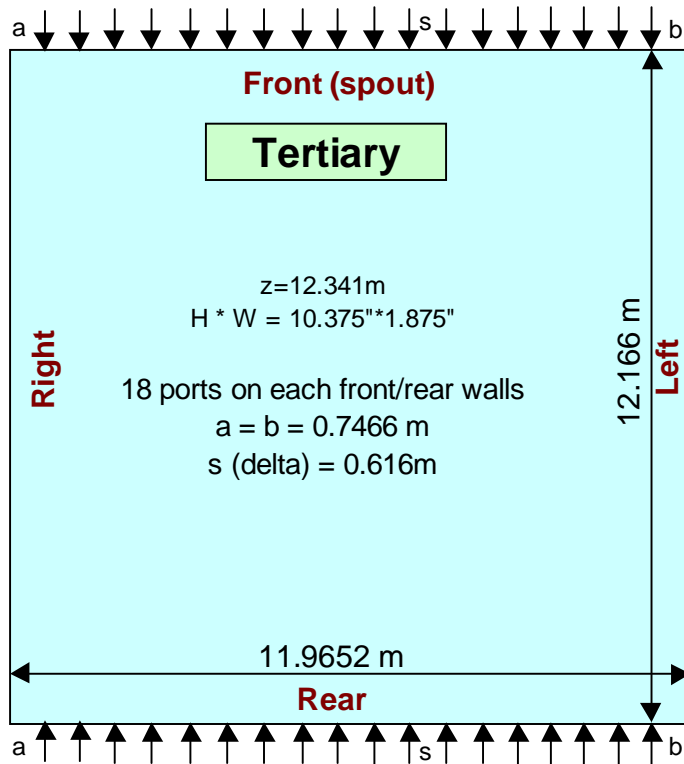 a s b
Front (spout)
Tertiary
z=12.341m
H * W = 10.375"*1.875"
Right
12.166 m
Left
18 ports on each front/rear walls
a = b = 0.7466 m
s (delta) = 0.616m
11.9652 m
Rear
a s b